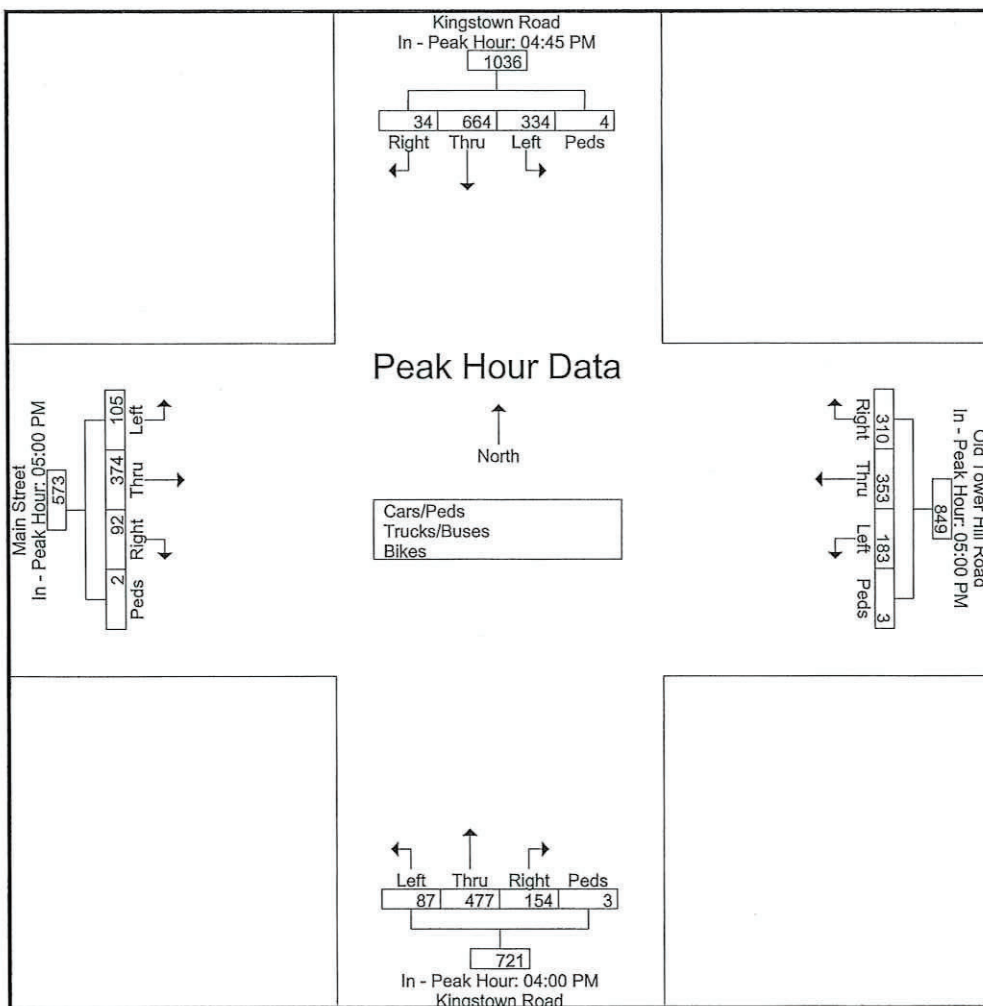 Kingstown Road
In - Peak Hour: 04:45 PM
1036
34 664 334 4
Right Thru Left Peds
Peak Hour Data
North
Cars/Peds
Trucks/Buses
Bikes
Main Street
In - Peak Hour: 05:00 PM
573
105 374 92 2
Left Thru Right Peds
Old Tower Hill Road
In - Peak Hour: 05:00 PM
849
310 353 183 3
Right Thru Left Peds
Left Thru Right Peds
87 477 154 3
721
In - Peak Hour: 04:00 PM
Kingstown Road